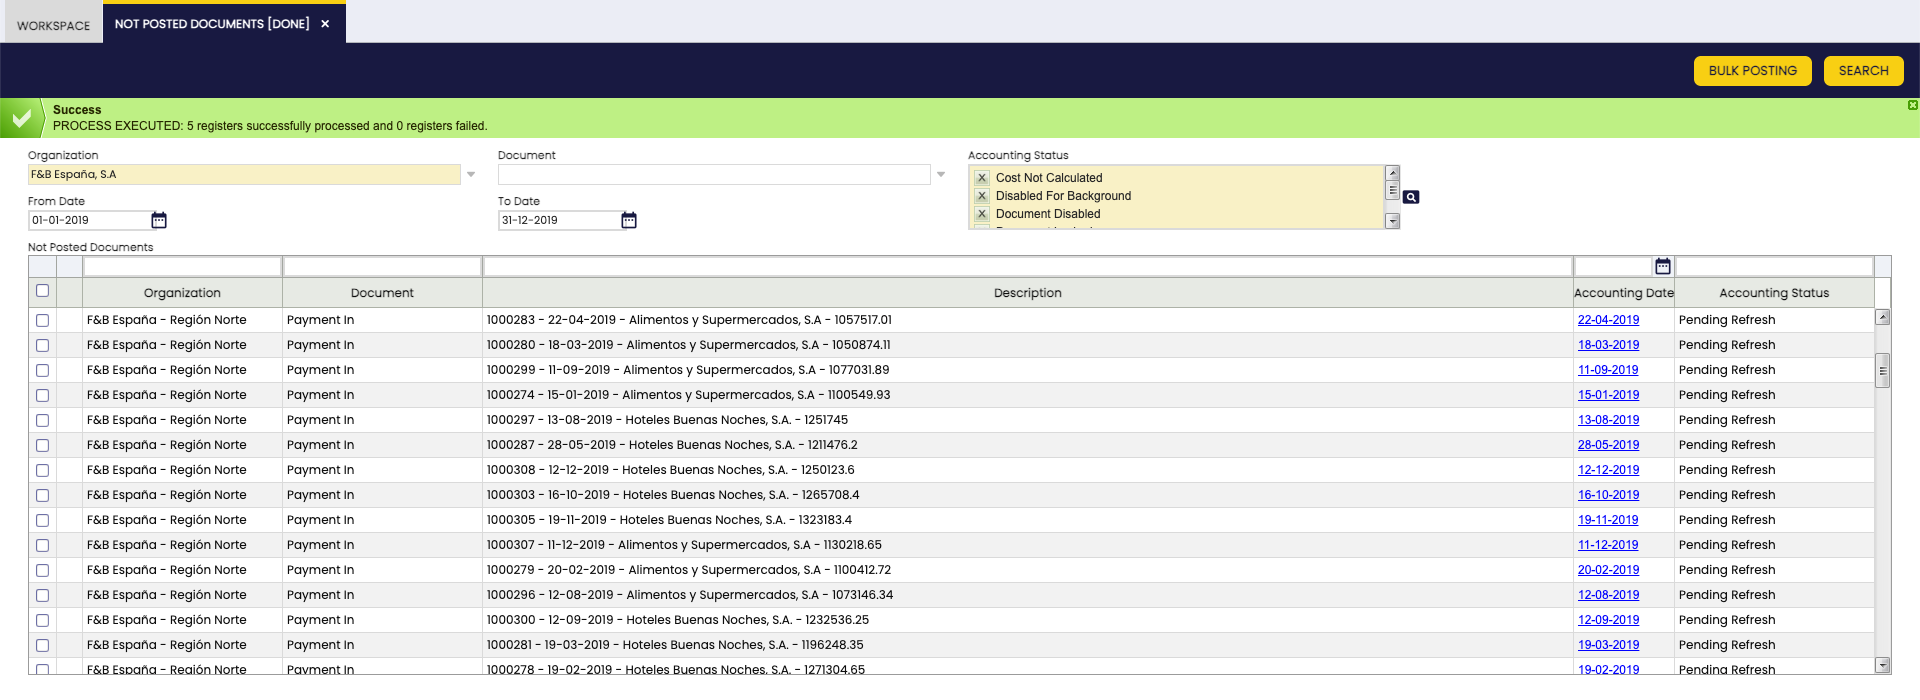 WORKSPACE
NOT POSTED DOCUMENTS [DONE] ×
BULK POSTING
SEARCH
Success
PROCESS EXECUTED: 5 registers successfully processed and 0 registers failed.
Organization
F&B España, S.A
Document
Accounting Status
X Cost Not Calculated
X Disabled For Background
X Document Disabled
From Date
01-01-2019
To Date
31-12-2019
Not Posted Documents
Organization Document Description Accounting Date Accounting Status
F&B España - Región Norte Payment In 1000283 - 22-04-2019 - Alimentos y Supermercados, S.A - 1057517.01 22-04-2019 Pending Refresh
F&B España - Región Norte Payment In 1000280 - 18-03-2019 - Alimentos y Supermercados, S.A - 1050874.11 18-03-2019 Pending Refresh
F&B España - Región Norte Payment In 1000299 - 11-09-2019 - Alimentos y Supermercados, S.A - 1077031.89 11-09-2019 Pending Refresh
F&B España - Región Norte Payment In 1000274 - 15-01-2019 - Alimentos y Supermercados, S.A - 1100549.93 15-01-2019 Pending Refresh
F&B España - Región Norte Payment In 1000297 - 13-08-2019 - Hoteles Buenas Noches, S.A. - 1251745 13-08-2019 Pending Refresh
F&B España - Región Norte Payment In 1000287 - 28-05-2019 - Hoteles Buenas Noches, S.A. - 1211476.2 28-05-2019 Pending Refresh
F&B España - Región Norte Payment In 1000308 - 12-12-2019 - Hoteles Buenas Noches, S.A. - 1250123.6 12-12-2019 Pending Refresh
F&B España - Región Norte Payment In 1000303 - 16-10-2019 - Hoteles Buenas Noches, S.A. - 1265708.4 16-10-2019 Pending Refresh
F&B España - Región Norte Payment In 1000305 - 19-11-2019 - Hoteles Buenas Noches, S.A. - 1323183.4 19-11-2019 Pending Refresh
F&B España - Región Norte Payment In 1000307 - 11-12-2019 - Alimentos y Supermercados, S.A - 1130218.65 11-12-2019 Pending Refresh
F&B España - Región Norte Payment In 1000279 - 20-02-2019 - Alimentos y Supermercados, S.A - 1100412.72 20-02-2019 Pending Refresh
F&B España - Región Norte Payment In 1000296 - 12-08-2019 - Alimentos y Supermercados, S.A - 1073146.34 12-08-2019 Pending Refresh
F&B España - Región Norte Payment In 1000300 - 12-09-2019 - Hoteles Buenas Noches, S.A. - 1232536.25 12-09-2019 Pending Refresh
F&B España - Región Norte Payment In 1000281 - 19-03-2019 - Hoteles Buenas Noches, S.A. - 1196248.35 19-03-2019 Pending Refresh
F&B España - Región Norte Payment In 1000278 - 19-02-2019 - Hoteles Buenas Noches, S.A. - 1271304.65 19-02-2019 Pending Refresh